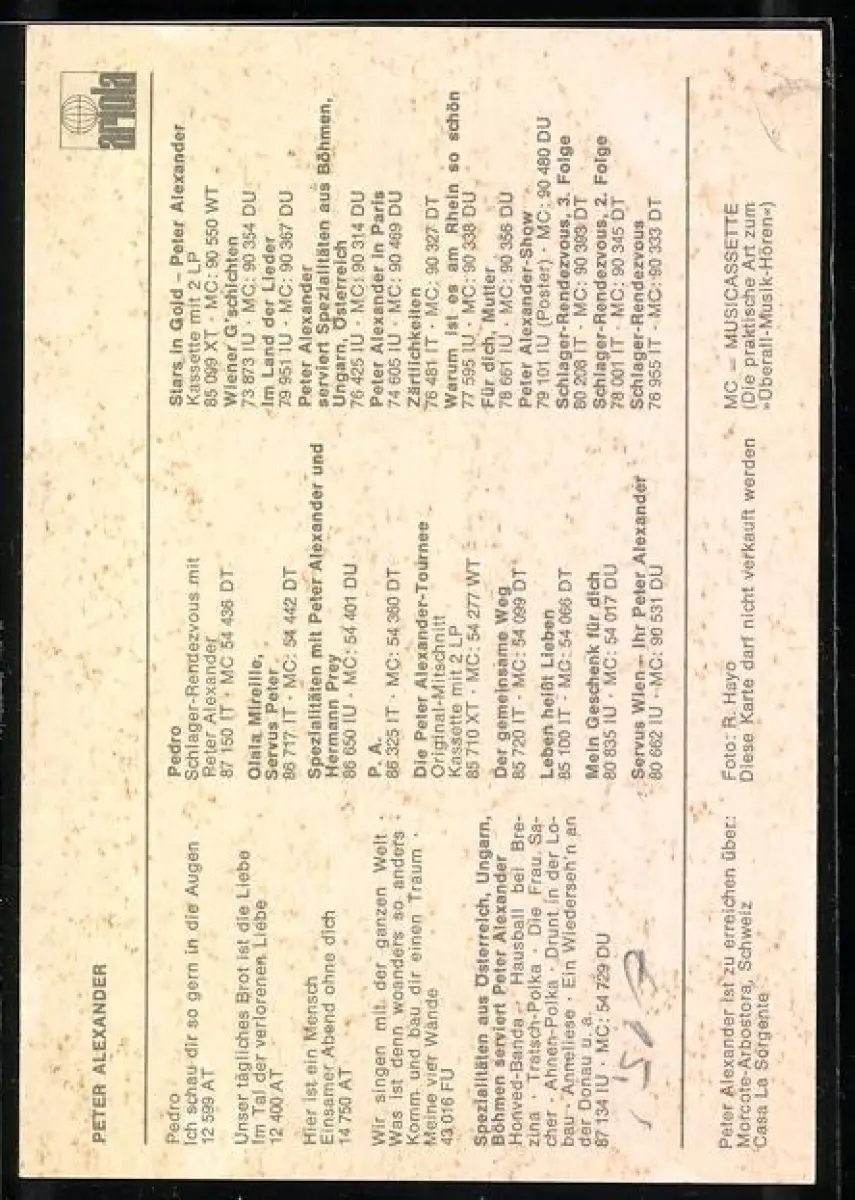 PETER ALEXANDER
ariola
Pedro
Ich schau dir so gern in die Augen
12 599 AT
Unser tägliches Brot ist die Liebe
Im Tal der verlorenen Liebe
12 400 AT
Hier ist ein Mensch
Einsamer Abend ohne dich
14 750 AT
Wir singen mit der ganzen Welt ·
Was ist denn woanders so anders ·
Komm und bau dir einen Traum ·
Meine vier Wände
43 016 FU
Spezialitäten aus Österreich, Ungarn,
Böhmen serviert Peter Alexander
Honved-Banda · Hausball bei Bre-
zina · Tratsch-Polka · Die Frau Sa-
cher · Ahnen-Polka · Drunt in der Lo-
bau · Anneliese · Ein Wiederseh'n an
der Donau u. a.
87 134 IU · MC: 54 729 DU
Pedro
Schlager-Rendezvous mit
Peter Alexander
87 150 IT · MC 54 436 DT
Olala, Mireille,
Servus Peter
86 717 IT · MC: 54 442 DT
Spezialitäten mit Peter Alexander und
Hermann Prey
86 650 IU · MC: 54 401 DU
P. A.
86 325 IT · MC: 54 360 DT
Die Peter Alexander-Tournee
Original-Mitschnitt
Kassette mit 2 LP
85 710 XT · MC: 54 277 WT
Der gemeinsame Weg
85 720 IT · MC: 54 099 DT
Leben heißt Lieben
85 100 IT · MC: 54 066 DT
Mein Geschenk für dich
80 835 IU · MC: 54 017 DU
Servus Wien – Ihr Peter Alexander
80 662 IU · MC: 90 531 DU
Stars in Gold – Peter Alexander
Kassette mit 2 LP
85 099 XT · MC: 90 550 WT
Wiener G'schichten
73 873 IU · MC: 90 354 DU
Im Land der Lieder
79 951 IU · MC: 90 367 DU
Peter Alexander
serviert Spezialitäten aus Böhmen,
Ungarn, Österreich
76 425 IU · MC: 90 314 DU
Peter Alexander in Paris
74 605 IU · MC: 90 469 DU
Zärtlichkeiten
76 481 IT · MC: 90 327 DT
Warum ist es am Rhein so schön
77 595 IU · MC: 90 338 DU
Für dich, Mutter
78 661 IU · MC: 90 356 DU
Peter Alexander-Show
79 101 IU (Poster) · MC: 90 480 DU
Schlager-Rendezvous, 3. Folge
80 208 IT · MC: 90 393 DT
Schlager-Rendezvous, 2. Folge
78 001 IT · MC: 90 345 DT
Schlager-Rendezvous
76 955 IT · MC: 90 333 DT
Peter Alexander ist zu erreichen über:
Morcote-Arbostora, Schweiz
Casa La Sorgente
Foto: R. Hayo
Diese Karte darf nicht verkauft werden
MC = MUSICASSETTE
(Die praktische Art zum
»Überall-Musik-Hören«)